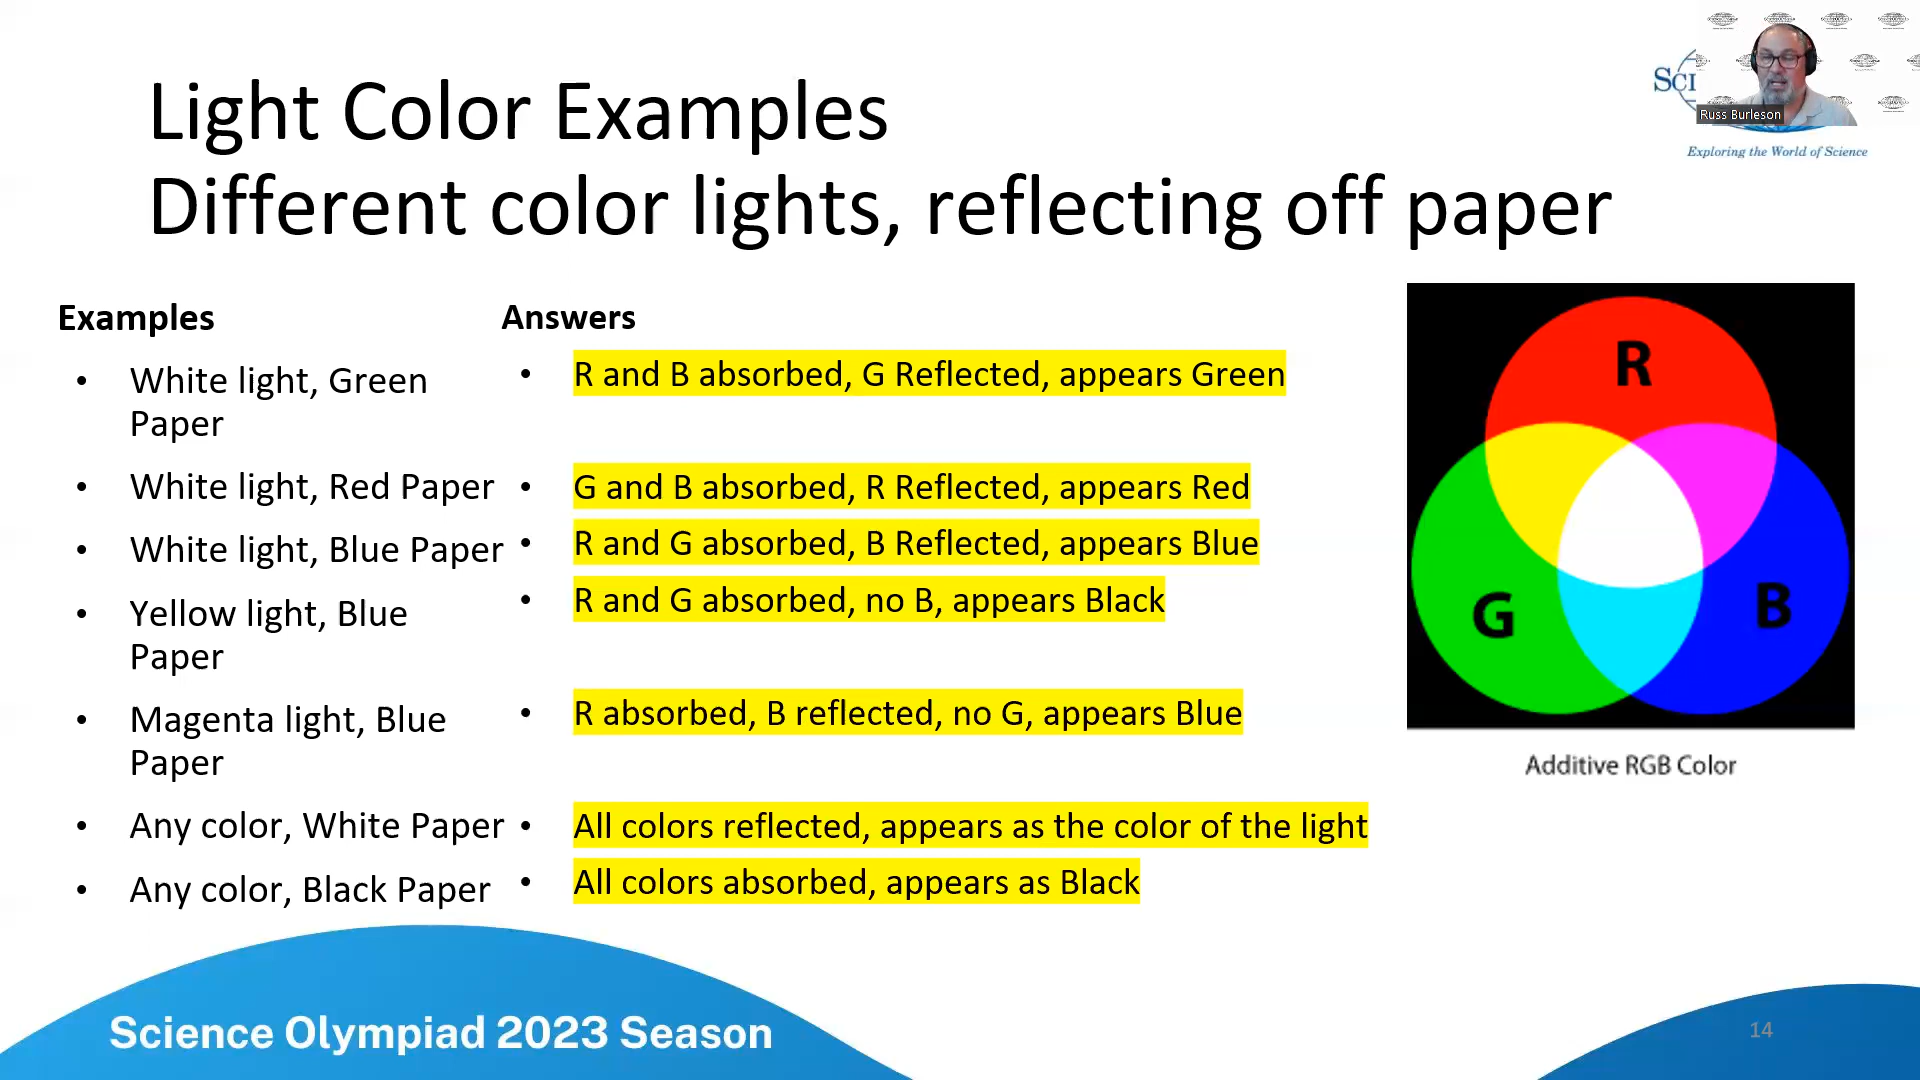 Light Color Examples
Different color lights, reflecting off paper
Sci
Russ Burleson
Exploring the World of Science
Examples
• White light, Green
Paper
• White light, Red Paper
• White light, Blue Paper
• Yellow light, Blue
Paper
• Magenta light, Blue
Paper
• Any color, White Paper
• Any color, Black Paper
Answers
• R and B absorbed, G Reflected, appears Green
• G and B absorbed, R Reflected, appears Red
• R and G absorbed, B Reflected, appears Blue
• R and G absorbed, no B, appears Black
• R absorbed, B reflected, no G, appears Blue
• All colors reflected, appears as the color of the light
• All colors absorbed, appears as Black
R
G
B
Additive RGB Color
Science Olympiad 2023 Season
14